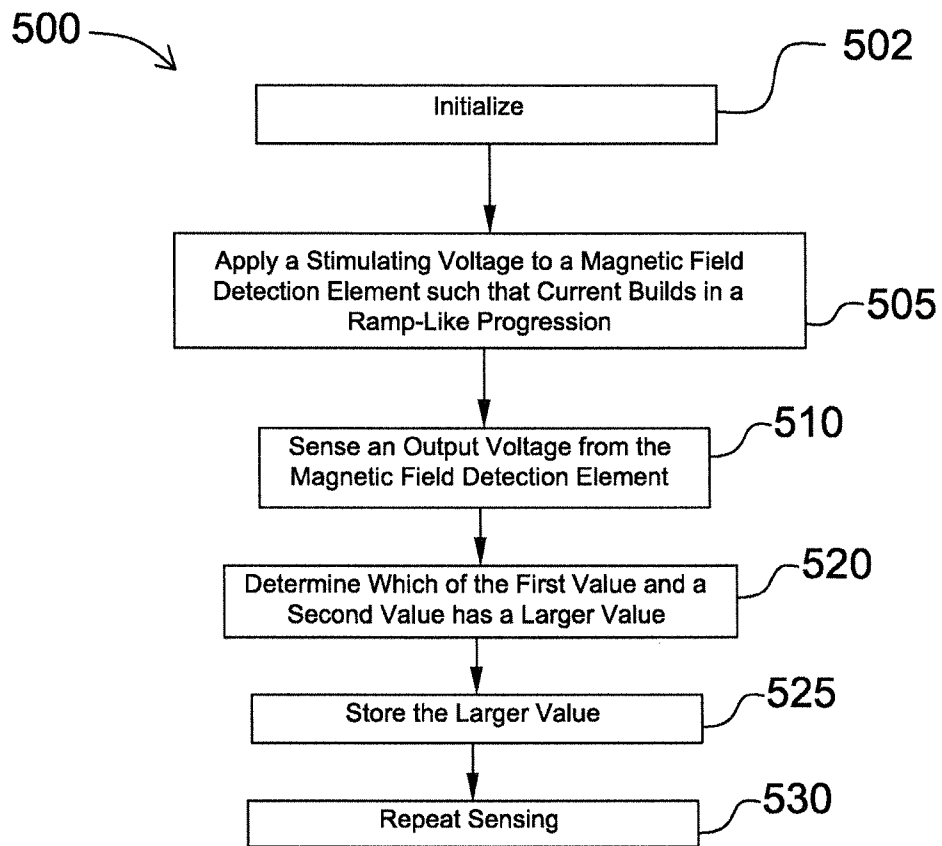 500
502
Initialize
Apply a Stimulating Voltage to a Magnetic Field
Detection Element such that Current Builds in a
Ramp-Like Progression
505
Sense an Output Voltage from the
Magnetic Field Detection Element
510
Determine Which of the First Value and a
Second Value has a Larger Value
520
Store the Larger Value
525
Repeat Sensing
530